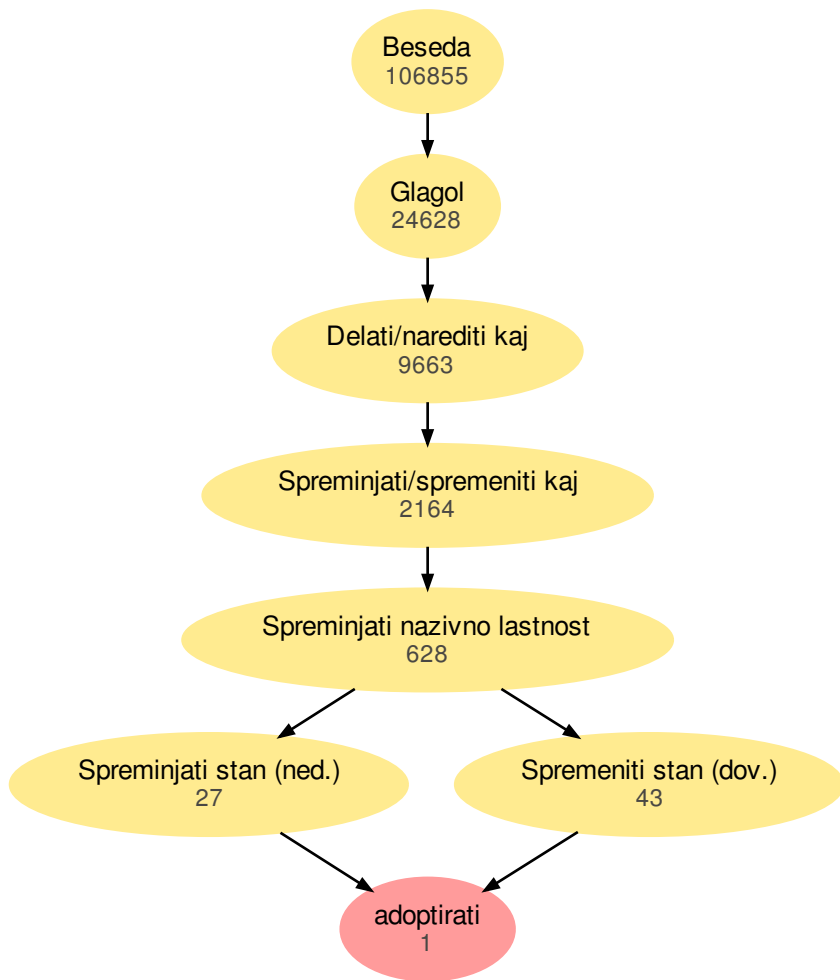 Beseda
106855
Glagol
24628
Delati/narediti kaj
9663
Spreminjati/spremeniti kaj
2164
Spreminjati nazivno lastnost
628
Spreminjati stan (ned.)
27
Spremeniti stan (dov.)
43
adoptirati
1